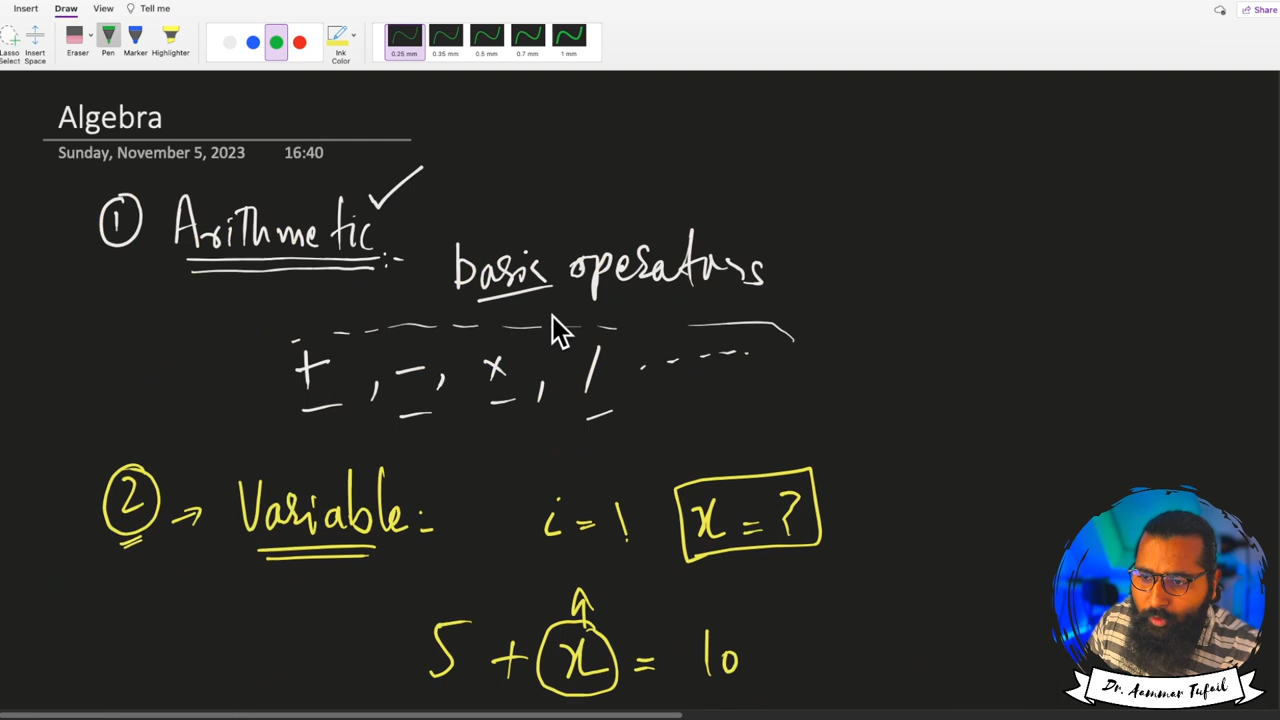 Insert Draw View Tell me
Share
Lasso Select
Insert Space
Eraser
Pen
Marker
Highlighter
Ink Color
0.25 mm
0.35 mm
0.5 mm
0.7 mm
1 mm
Algebra
Sunday, November 5, 2023 16:40
① Arithmetic :- ✓
basic operators
+ , - , × , / . - - - -
② → Variable :- i = 1 x = ?
5 + x = 10
Dr. Aammar Tufail